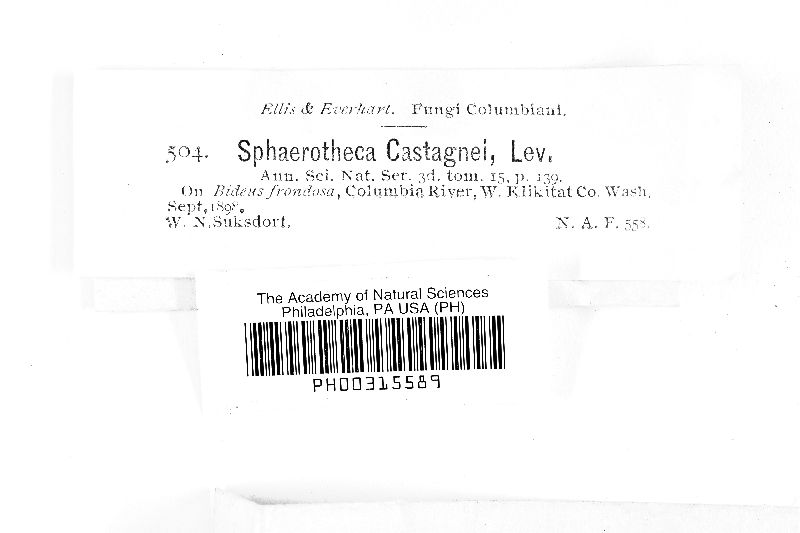 Ellis & Everhart. Fungi Columbiani.
504. Sphaerotheca Castagnei, Lev.
Ann. Sci. Nat. Ser. 3d. tom. 15, p. 139.
On Bidens frondosa, Columbia River, W. Klikitat Co. Wash.
Sept, 1898.
W. N. Suksdorf. N. A. F. 558.
The Academy of Natural Sciences
Philadelphia, PA USA (PH)
PH00315589